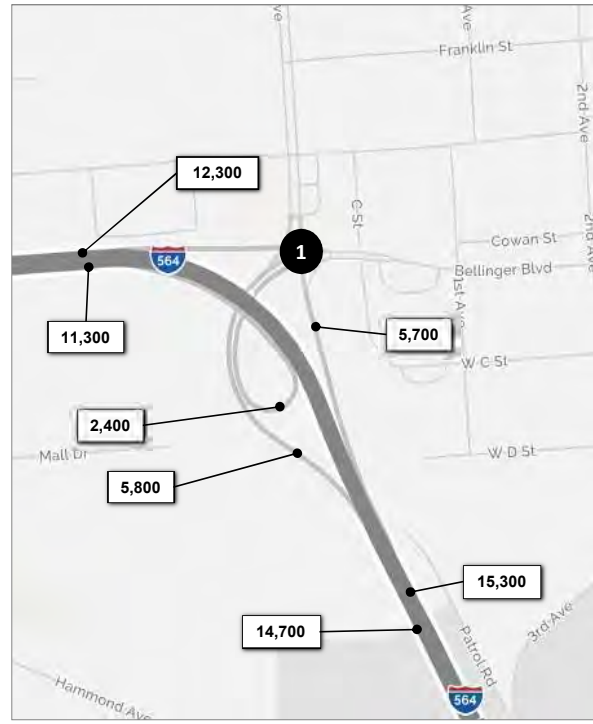 ve
Ave
Franklin St
2nd Ave
12,300
C St
1
2nd Ave
Cowan St
564
Bellinger Blvd
1st Ave
11,300
5,700
W C St
2,400
Mall Dr
W D St
5,800
15,300
14,700
3rd Ave
Patrol Rd
Hammond Ave
564